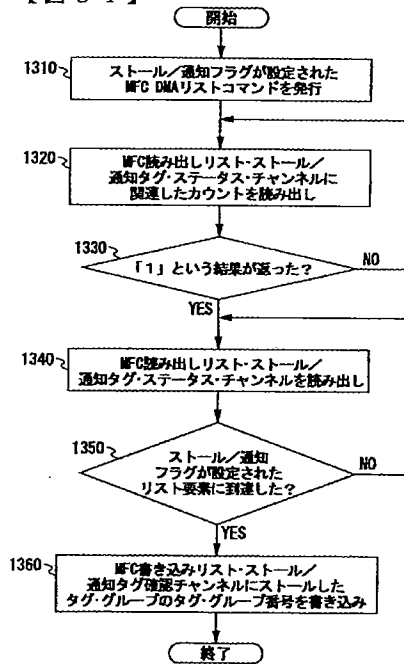 開始
1310
ストール／通知フラグが設定された
MFC DMAリストコマンドを発行
1320
MFC読み出しリスト・ストール／
通知タグ・ステータス・チャンネルに
関連したカウントを読み出し
1330
「1」という結果が返った？
NO
YES
1340
MFC読み出しリスト・ストール／
通知タグ・ステータス・チャンネルを読み出し
1350
ストール／通知
フラグが設定された
リスト要素に到達した？
NO
YES
1360
MFC書き込みリスト・ストール／
通知タグ確認チャンネルにストールした
タグ・グループのタグ・グループ番号を書き込み
終了